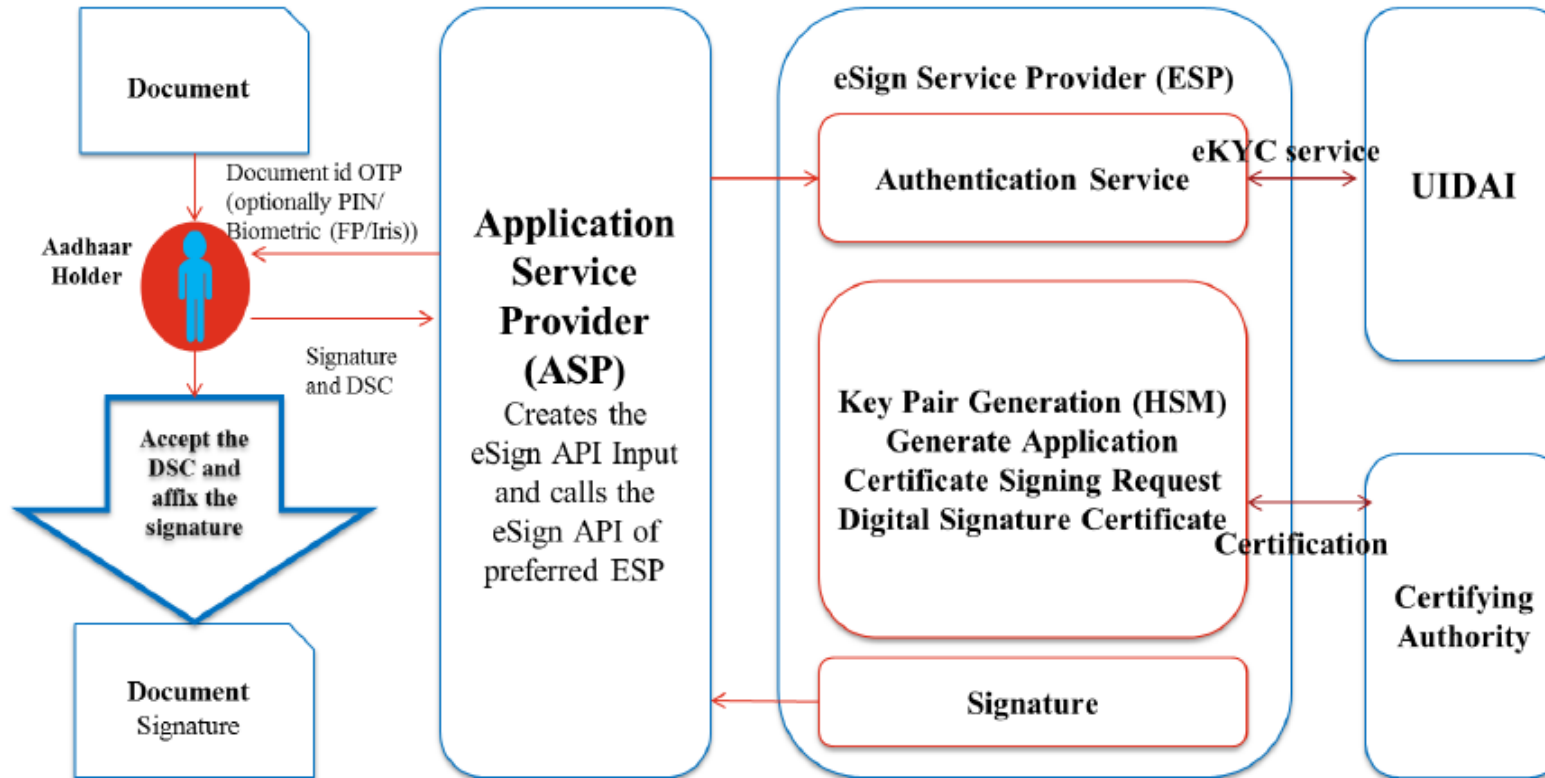 Document
Document id OTP
(optionally PIN/
Biometric (FP/Iris))
Aadhaar
Holder
Signature
and DSC
Accept the
DSC and
affix the
signature
Document
Signature
Application
Service
Provider
(ASP)
Creates the
eSign API Input
and calls the
eSign API of
preferred ESP
eSign Service Provider (ESP)
Authentication Service
eKYC service
UIDAI
Key Pair Generation (HSM)
Generate Application
Certificate Signing Request
Digital Signature Certificate
Certification
Certifying
Authority
Signature